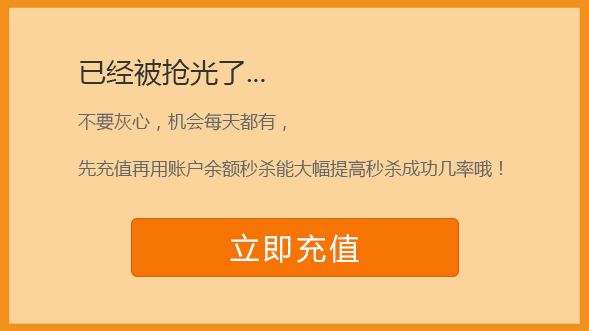 已经被抢光了...
不要灰心，机会每天都有，
先充值再用账户余额秒杀能大幅提高秒杀成功几率哦！
立即充值